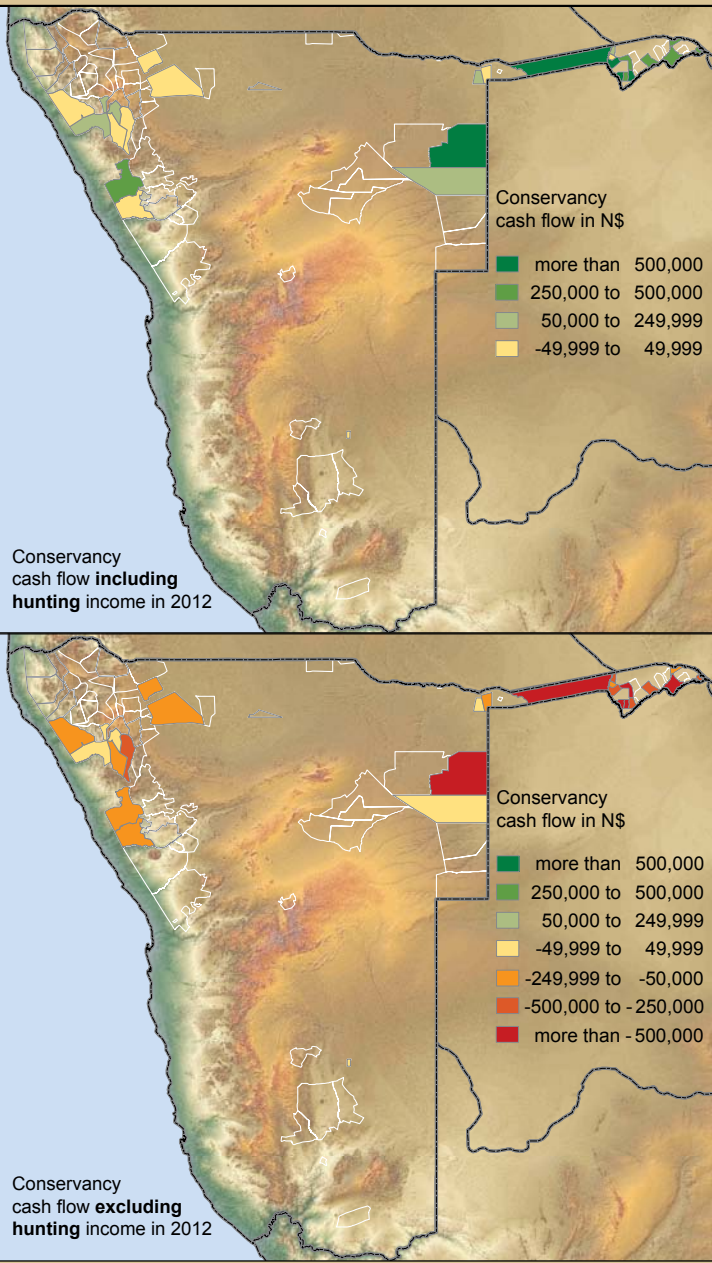 Conservancy
cash flow in N$
more than 500,000
250,000 to 500,000
50,000 to 249,999
-49,999 to 49,999
Conservancy
cash flow including
hunting income in 2012
Conservancy
cash flow in N$
more than 500,000
250,000 to 500,000
50,000 to 249,999
-49,999 to 49,999
-249,999 to -50,000
-500,000 to -250,000
more than -500,000
Conservancy
cash flow excluding
hunting income in 2012